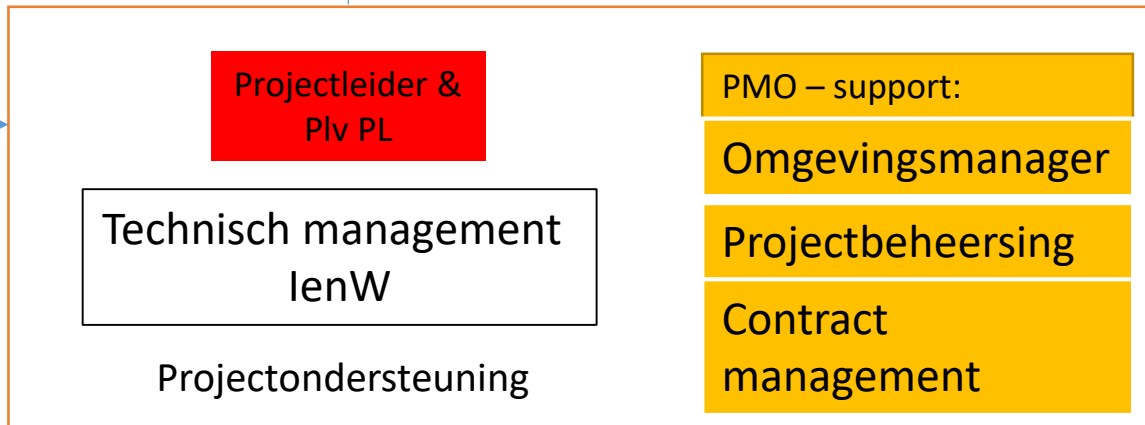 Projectleider &
Plv PL
Technisch management
IenW
Projectondersteuning
PMO – support:
Omgevingsmanager
Projectbeheersing
Contract
management